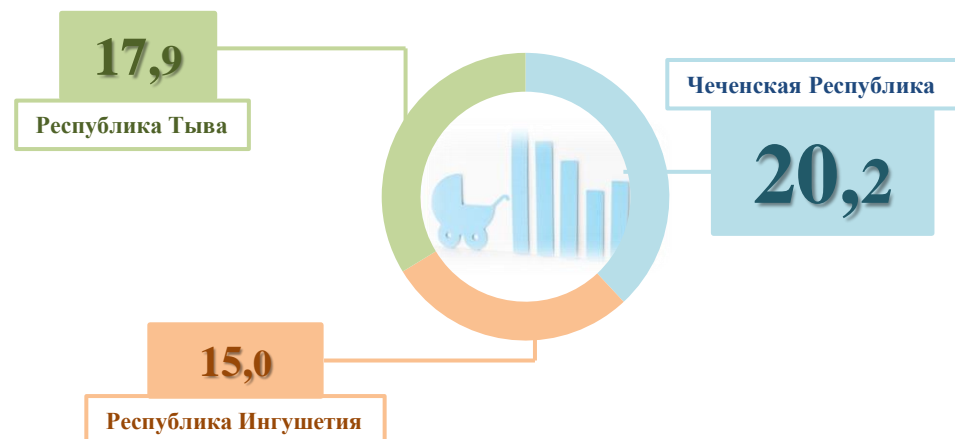 17,9
Республика Тыва
Чеченская Республика
20,2
15,0
Республика Ингушетия